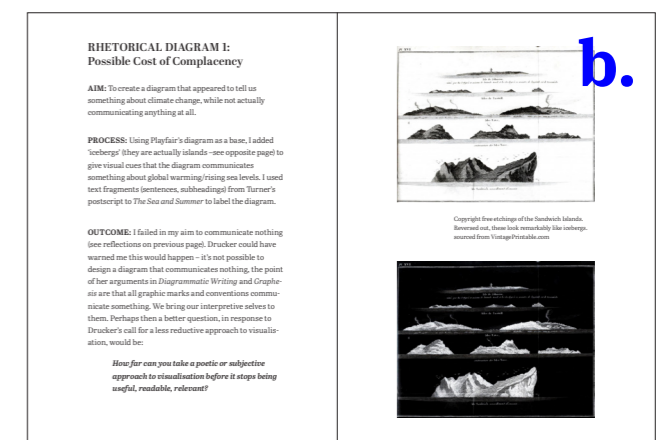 RHETORICAL DIAGRAM 1:
Possible Cost of Complacency
AIM: To create a diagram that appeared to tell us
something about climate change, while not actually
communicating anything at all.
PROCESS: Using Playfair's diagram as a base, I added
'icebergs' (they are actually islands –see opposite page) to
give visual cues that the diagram communicates
something about global warming/rising sea levels. I used
text fragments (sentences, subheadings) from Turner's
postscript to The Sea and Summer to label the diagram.
OUTCOME: I failed in my aim to communicate nothing
(see reflections on previous page). Drucker could have
warned me this would happen – it's not possible to
design a diagram that communicates nothing, the point
of her arguments in Diagrammatic Writing and Graphe-
sis are that all graphic marks and conventions commu-
nicate something. We bring our interpretive selves to
them. Perhaps then a better question, in response to
Drucker's call for a less reductive approach to visualis-
ation, would be:
How far can you take a poetic or subjective
approach to visualisation before it stops being
useful, readable, relevant?
b.
Copyright free etchings of the Sandwich Islands.
Reversed out, these look remarkably like icebergs.
sourced from VintagePrintable.com